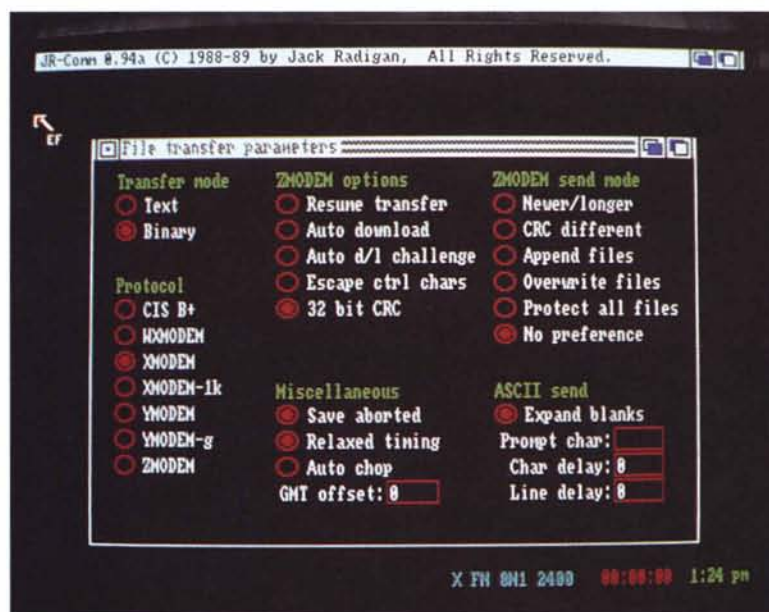 JR-Comm 0.94a (C) 1988-89 by Jack Radigan, All Rights Reserved.
EF
File transfer parameters
Transfer mode
Text
Binary
Protocol
CIS B+
WXMODEM
XMODEM
XMODEM-1k
YMODEM
YMODEM-g
ZMODEM
ZMODEM options
Resume transfer
Auto download
Auto d/l challenge
Escape ctrl chars
32 bit CRC
Miscellaneous
Save aborted
Relaxed timing
Auto chop
GMT offset: 0
ZMODEM send mode
Newer/longer
CRC different
Append files
Overwrite files
Protect all files
No preference
ASCII send
Expand blanks
Prompt char:
Char delay: 0
Line delay: 0
X FH 8N1 2400 00:00:00 1:24 pm